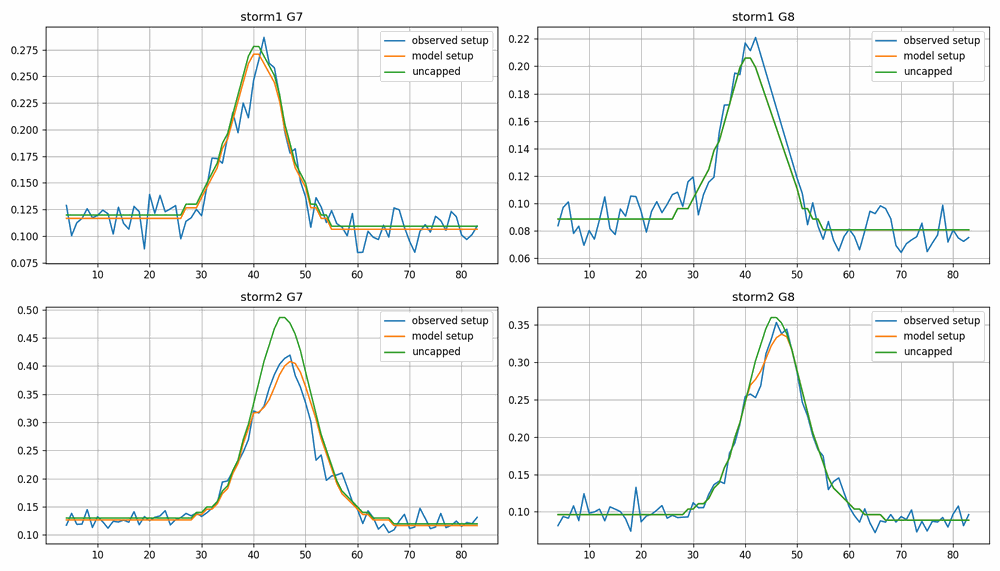 storm1 G7
0.275
0.250
0.225
0.200
0.175
0.150
0.125
0.100
0.075
10 20 30 40 50 60 70 80
observed setup
model setup
uncapped
storm1 G8
0.22
0.20
0.18
0.16
0.14
0.12
0.10
0.08
0.06
10 20 30 40 50 60 70 80
observed setup
model setup
uncapped
storm2 G7
0.50
0.45
0.40
0.35
0.30
0.25
0.20
0.15
0.10
10 20 30 40 50 60 70 80
observed setup
model setup
uncapped
storm2 G8
0.35
0.30
0.25
0.20
0.15
0.10
10 20 30 40 50 60 70 80
observed setup
model setup
uncapped